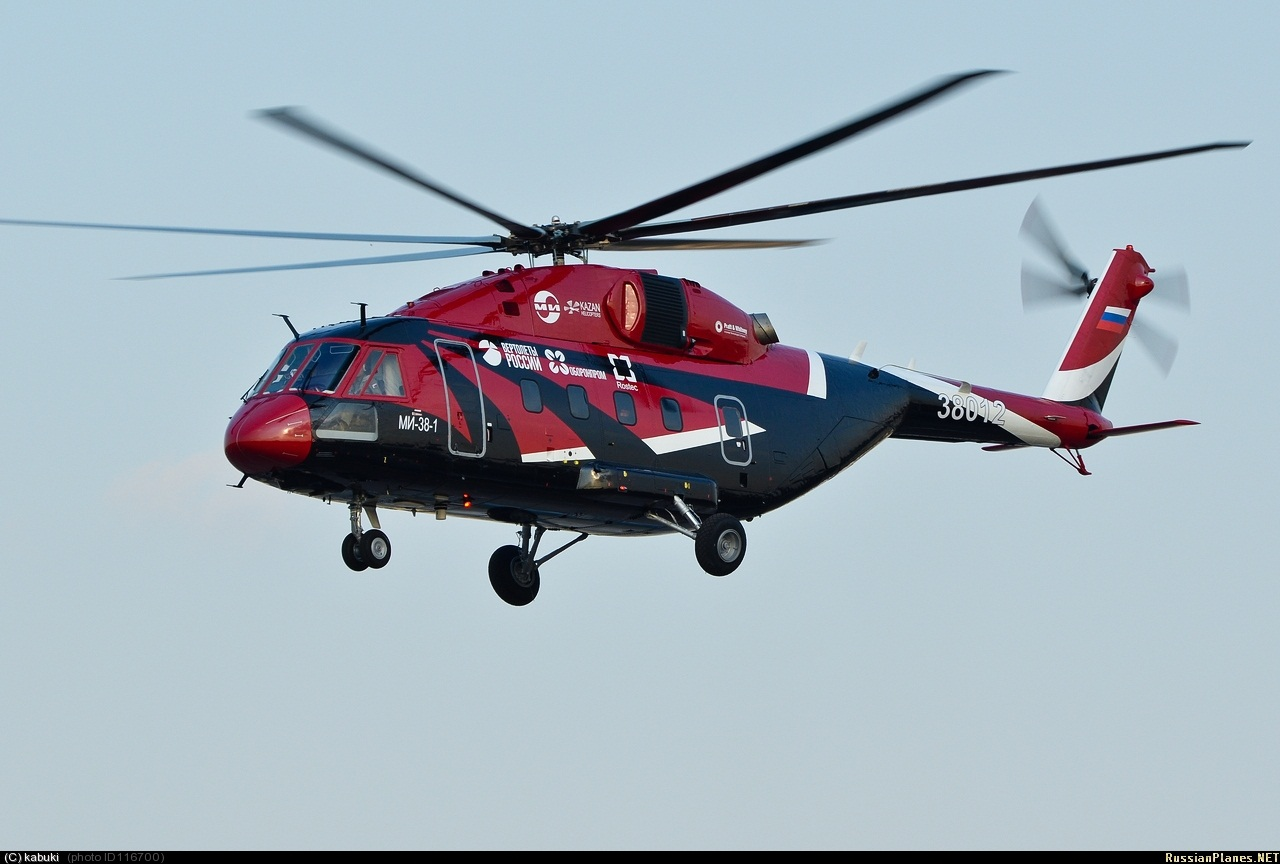 МИ
KAZAN
HELICOPTERS
Pratt & Whitney
ВЕРТОЛЕТЫ
РОССИИ
ОБОРОНПРОМ
Rostec
МИ-38-1
38012
(C) kabuki (photo ID116700)
RussianPlanes.NET